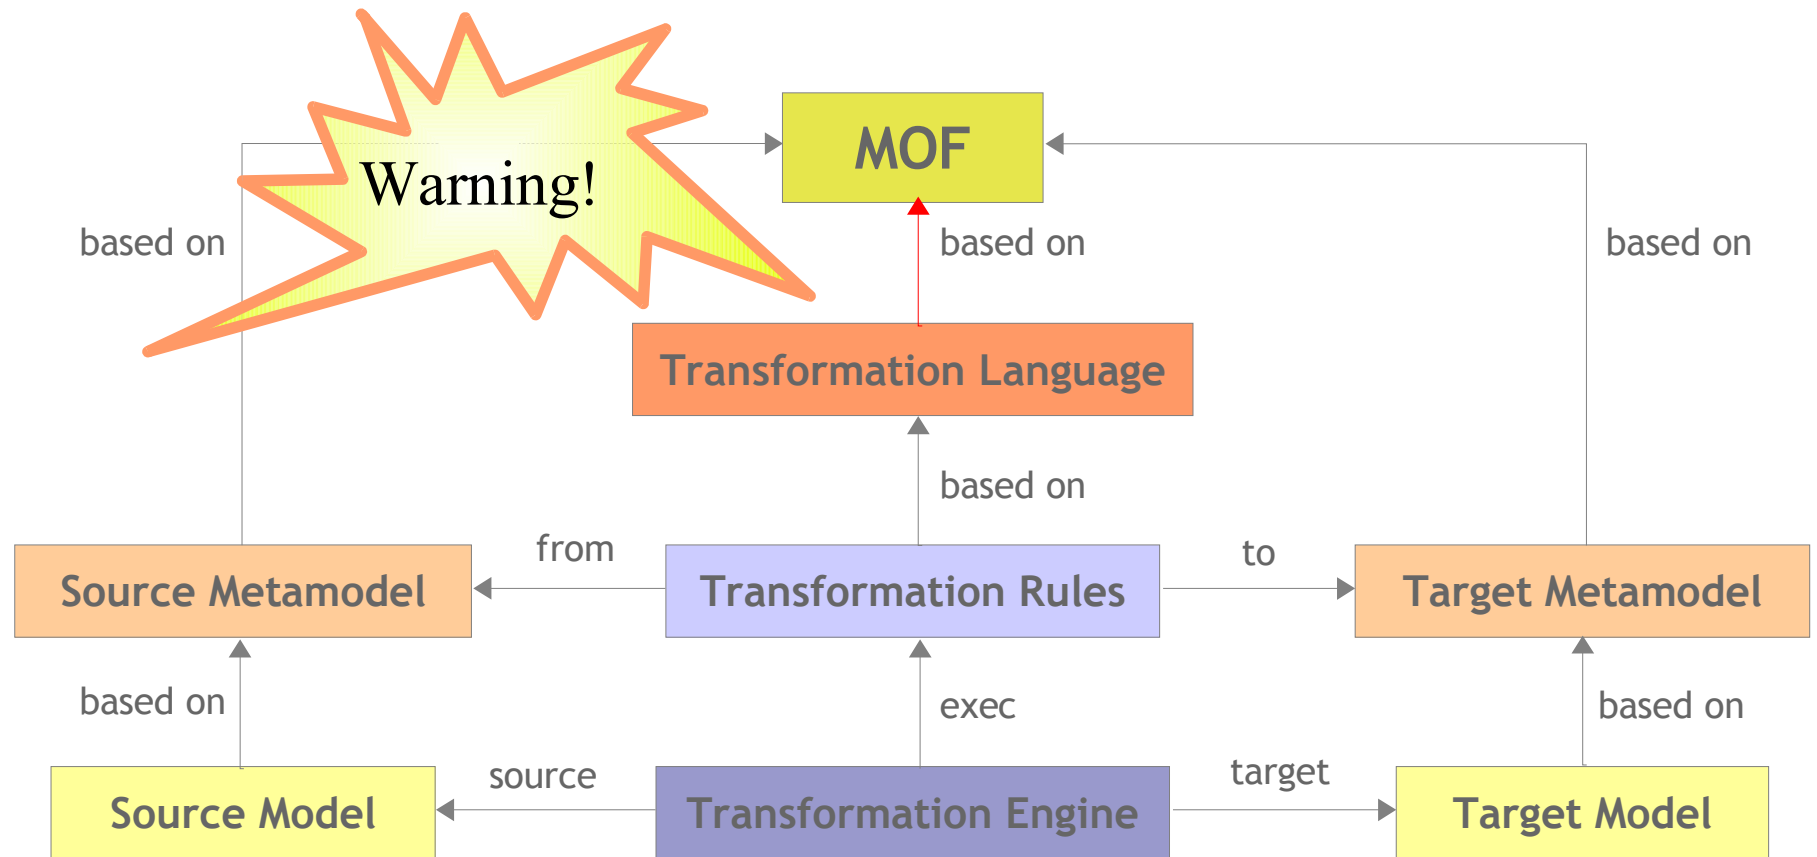 MOF
Warning!
based on
based on
based on
Transformation Language
based on
from
to
Source Metamodel
Transformation Rules
Target Metamodel
based on
exec
based on
source
target
Source Model
Transformation Engine
Target Model